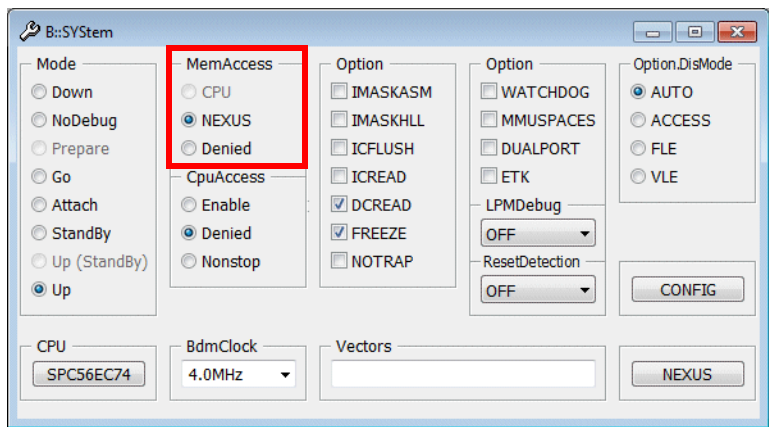 B::SYStem
Mode
Down
NoDebug
Prepare
Go
Attach
StandBy
Up (StandBy)
Up
MemAccess
CPU
NEXUS
Denied
CpuAccess
Enable
Denied
Nonstop
Option
IMASKASM
IMASKHLL
ICFLUSH
ICREAD
DCREAD
FREEZE
NOTRAP
Option
WATCHDOG
MMUSPACES
DUALPORT
ETK
LPMDebug
OFF
ResetDetection
OFF
Option.DisMode
AUTO
ACCESS
FLE
VLE
CONFIG
CPU
SPC56EC74
BdmClock
4.0MHz
Vectors
NEXUS